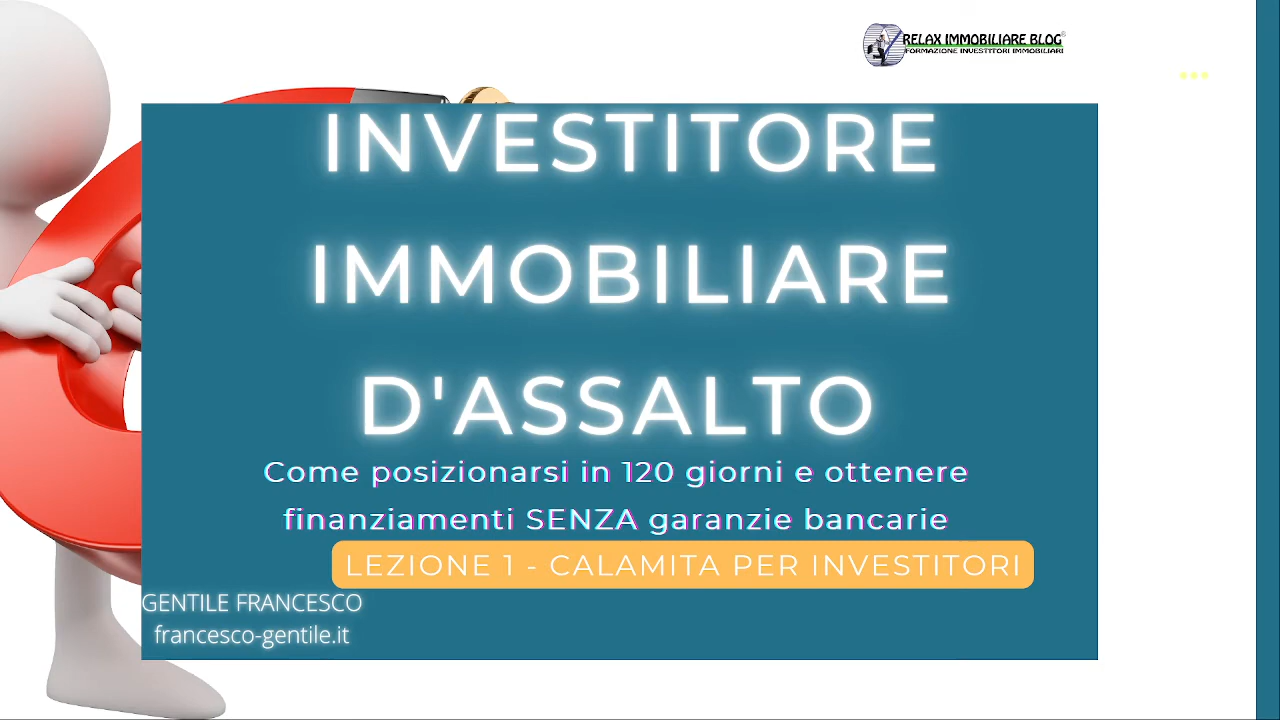 RELAX IMMOBILIARE BLOG®
FORMAZIONE INVESTITORI IMMOBILIARI
INVESTITORE
IMMOBILIARE
D'ASSALTO
Come posizionarsi in 120 giorni e ottenere
finanziamenti SENZA garanzie bancarie
LEZIONE 1 - CALAMITA PER INVESTITORI
GENTILE FRANCESCO
francesco-gentile.it